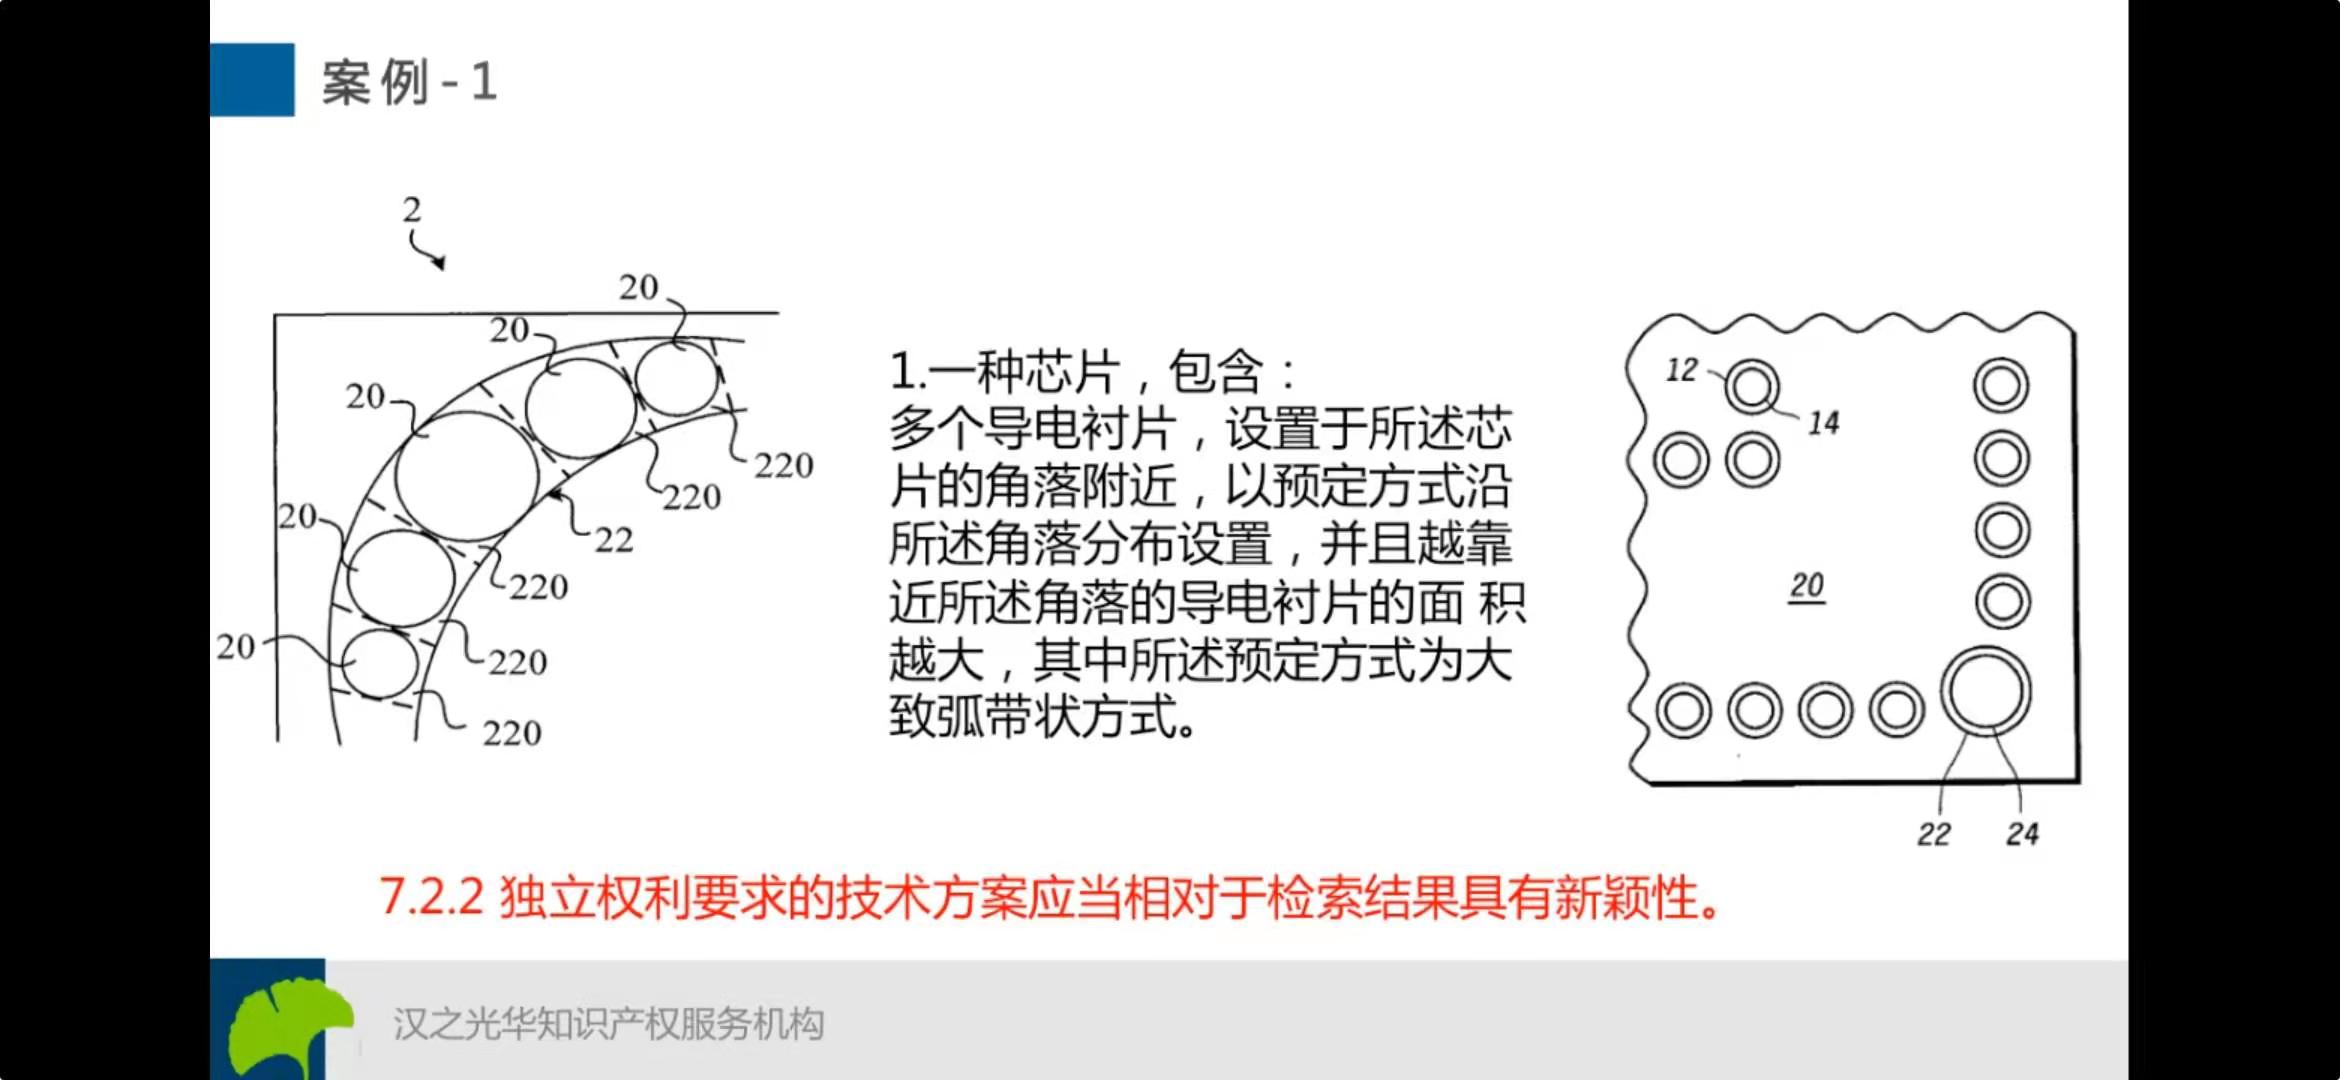 案例-1
2
20
20
20
20
20
220
220
22
220
220
220
1.一种芯片，包含：
多个导电衬片，设置于所述芯
片的角落附近，以预定方式沿
所述角落分布设置，并且越靠
近所述角落的导电衬片的面 积
越大，其中所述预定方式为大
致弧带状方式。
12
14
20
22
24
7.2.2 独立权利要求的技术方案应当相对于检索结果具有新颖性。
汉之光华知识产权服务机构